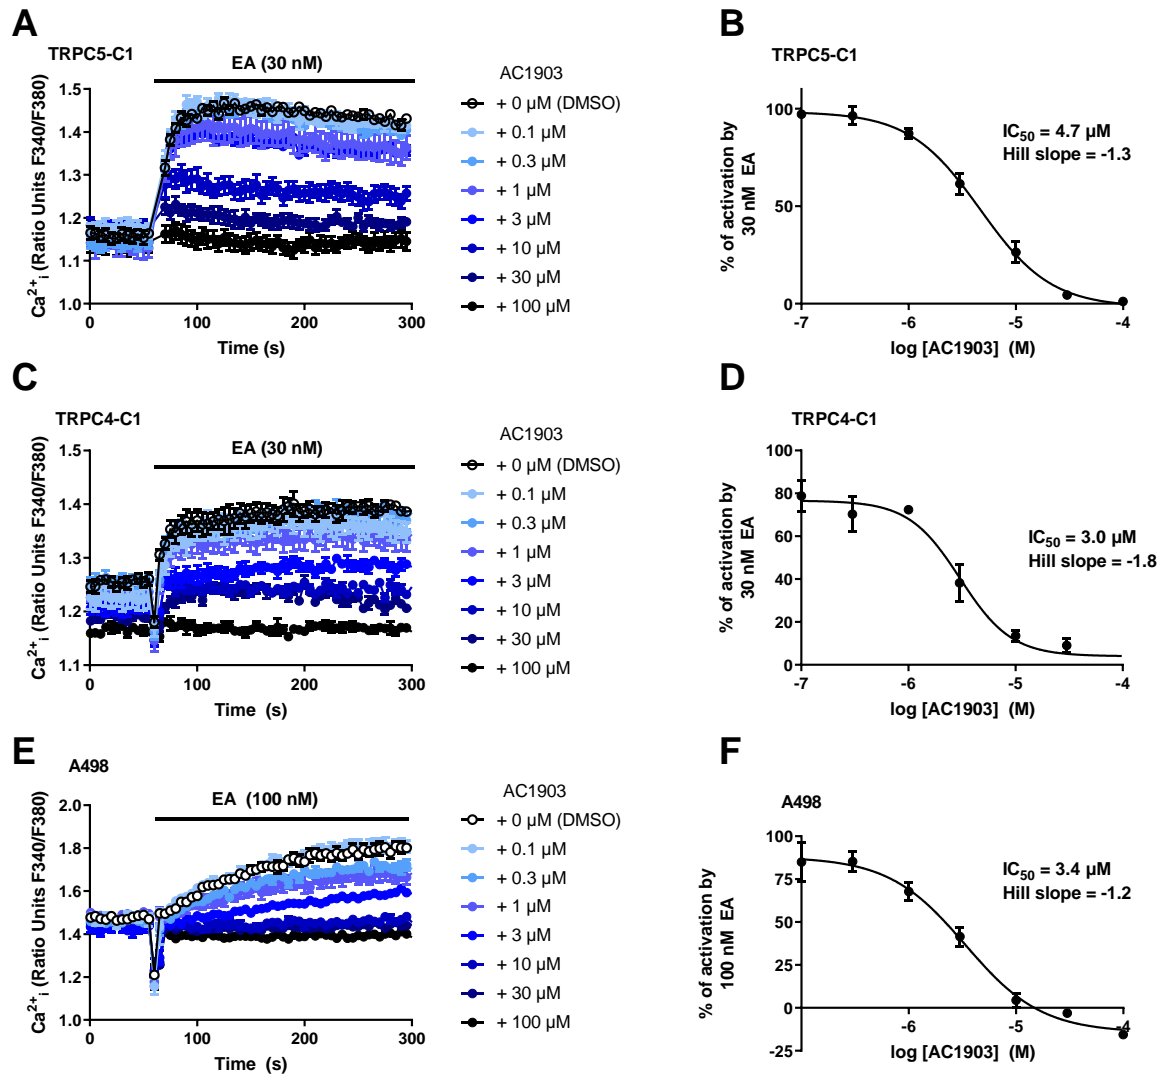 A
B
TRPC5-C1
TRPC5-C1
EA (30 nM)
Ca2+i (Ratio Units F340/F380)
1.5
1.4
1.3
1.2
1.1
1.0
0
100
200
300
Time (s)
AC1903
+ 0 µM (DMSO)
+ 0.1 µM
+ 0.3 µM
+ 1 µM
+ 3 µM
+ 10 µM
+ 30 µM
+ 100 µM
% of activation by
30 nM EA
100
50
0
IC50 = 4.7 µM
Hill slope = -1.3
-7
-6
-5
-4
log [AC1903] (M)
C
D
TRPC4-C1
TRPC4-C1
EA (30 nM)
Ca2+i (Ratio Units F340/F380)
1.5
1.4
1.3
1.2
1.1
0
100
200
300
Time (s)
AC1903
+ 0 µM (DMSO)
+ 0.1 µM
+ 0.3 µM
+ 1 µM
+ 3 µM
+ 10 µM
+ 30 µM
+ 100 µM
% of activation by
30 nM EA
100
80
60
40
20
0
IC50 = 3.0 µM
Hill slope = -1.8
-7
-6
-5
-4
log [AC1903] (M)
E
F
A498
A498
EA (100 nM)
Ca2+i (Ratio Units F340/F380)
2.0
1.8
1.6
1.4
1.2
1.0
0
100
200
300
Time (s)
AC1903
+ 0 µM (DMSO)
+ 0.1 µM
+ 0.3 µM
+ 1 µM
+ 3 µM
+ 10 µM
+ 30 µM
+ 100 µM
% of activation by
100 nM EA
100
75
50
25
0
-25
IC50 = 3.4 µM
Hill slope = -1.2
-6
-5
-4
log [AC1903] (M)